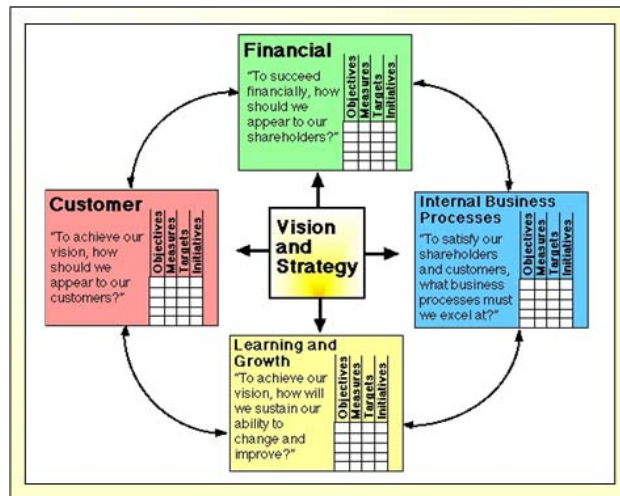 Financial
"To succeed
financially, how
should we
appear to our
shareholders?"
Objectives
Measures
Targets
Initiatives
Customer
"To achieve our
vision, how
should we
appear to our
customers?"
Objectives
Measures
Targets
Initiatives
Vision
and
Strategy
Internal Business
Processes
"To satisfy our
shareholders
and customers,
what business
processes must
we excel at?"
Objectives
Measures
Targets
Initiatives
Learning and
Growth
"To achieve our
vision, how will
we sustain our
ability to
change and
improve?"
Objectives
Measures
Targets
Initiatives